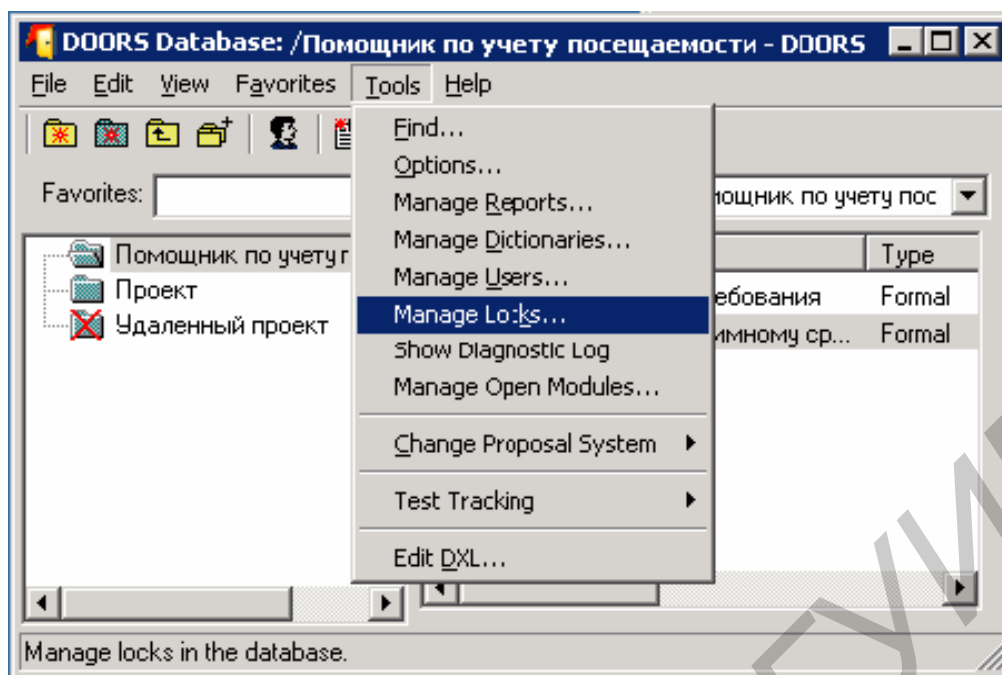 DOORS Database: /Помощник по учету посещаемости - DOORS
File Edit View Favorites Tools Help
Favorites:
мощник по учету пос
Find...
Options...
Manage Reports...
Manage Dictionaries...
Manage Users...
Manage Locks...
Show Diagnostic Log
Manage Open Modules...
Change Proposal System
Test Tracking
Edit DXL...
Помощник по учету п
Проект
Удаленный проект
Type
ебования Formal
имному ср... Formal
Manage locks in the database.
ГУИ